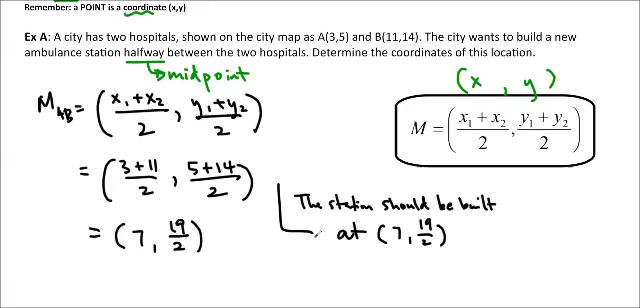 Remember: a POINT is a coordinate (x,y)
Ex A: A city has two hospitals, shown on the city map as A(3,5) and B(11,14). The city wants to build a new
ambulance station halfway between the two hospitals. Determine the coordinates of this location.
midpoint
(x , y)
M_AB = ((x₁+x₂)/2 , (y₁+y₂)/2)
M = ((x₁ + x₂)/2 , (y₁ + y₂)/2)
= ((3+11)/2 , (5+14)/2)
= (7, 19/2)
The station should be built
at (7, 19/2)